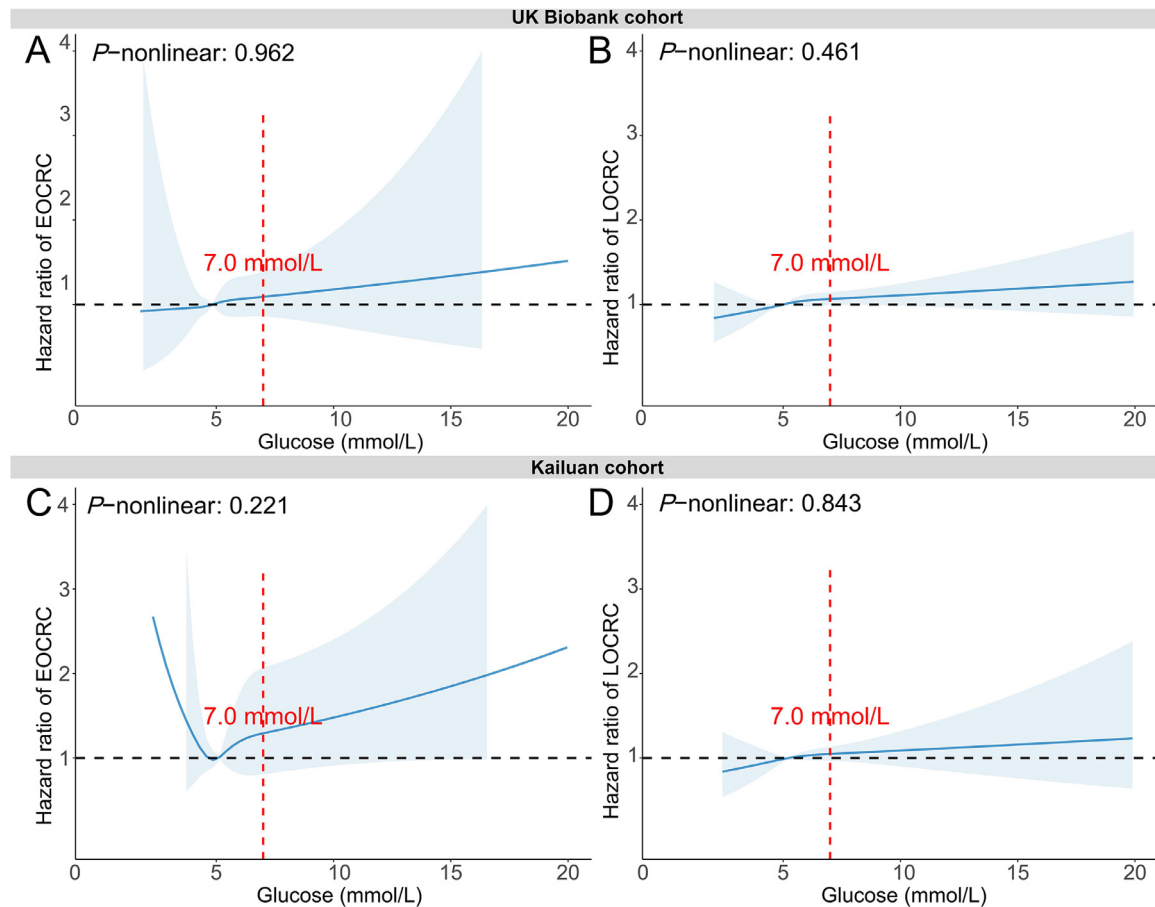 UK Biobank cohort
A
P-nonlinear: 0.962
Hazard ratio of EOCRC
4
3
2
1
7.0 mmol/L
0
5
10
15
20
Glucose (mmol/L)
B
P-nonlinear: 0.461
Hazard ratio of LOCRC
4
3
2
1
7.0 mmol/L
0
5
10
15
20
Glucose (mmol/L)
Kailuan cohort
C
P-nonlinear: 0.221
Hazard ratio of EOCRC
4
3
2
1
7.0 mmol/L
0
5
10
15
20
Glucose (mmol/L)
D
P-nonlinear: 0.843
Hazard ratio of LOCRC
4
3
2
1
7.0 mmol/L
0
5
10
15
20
Glucose (mmol/L)